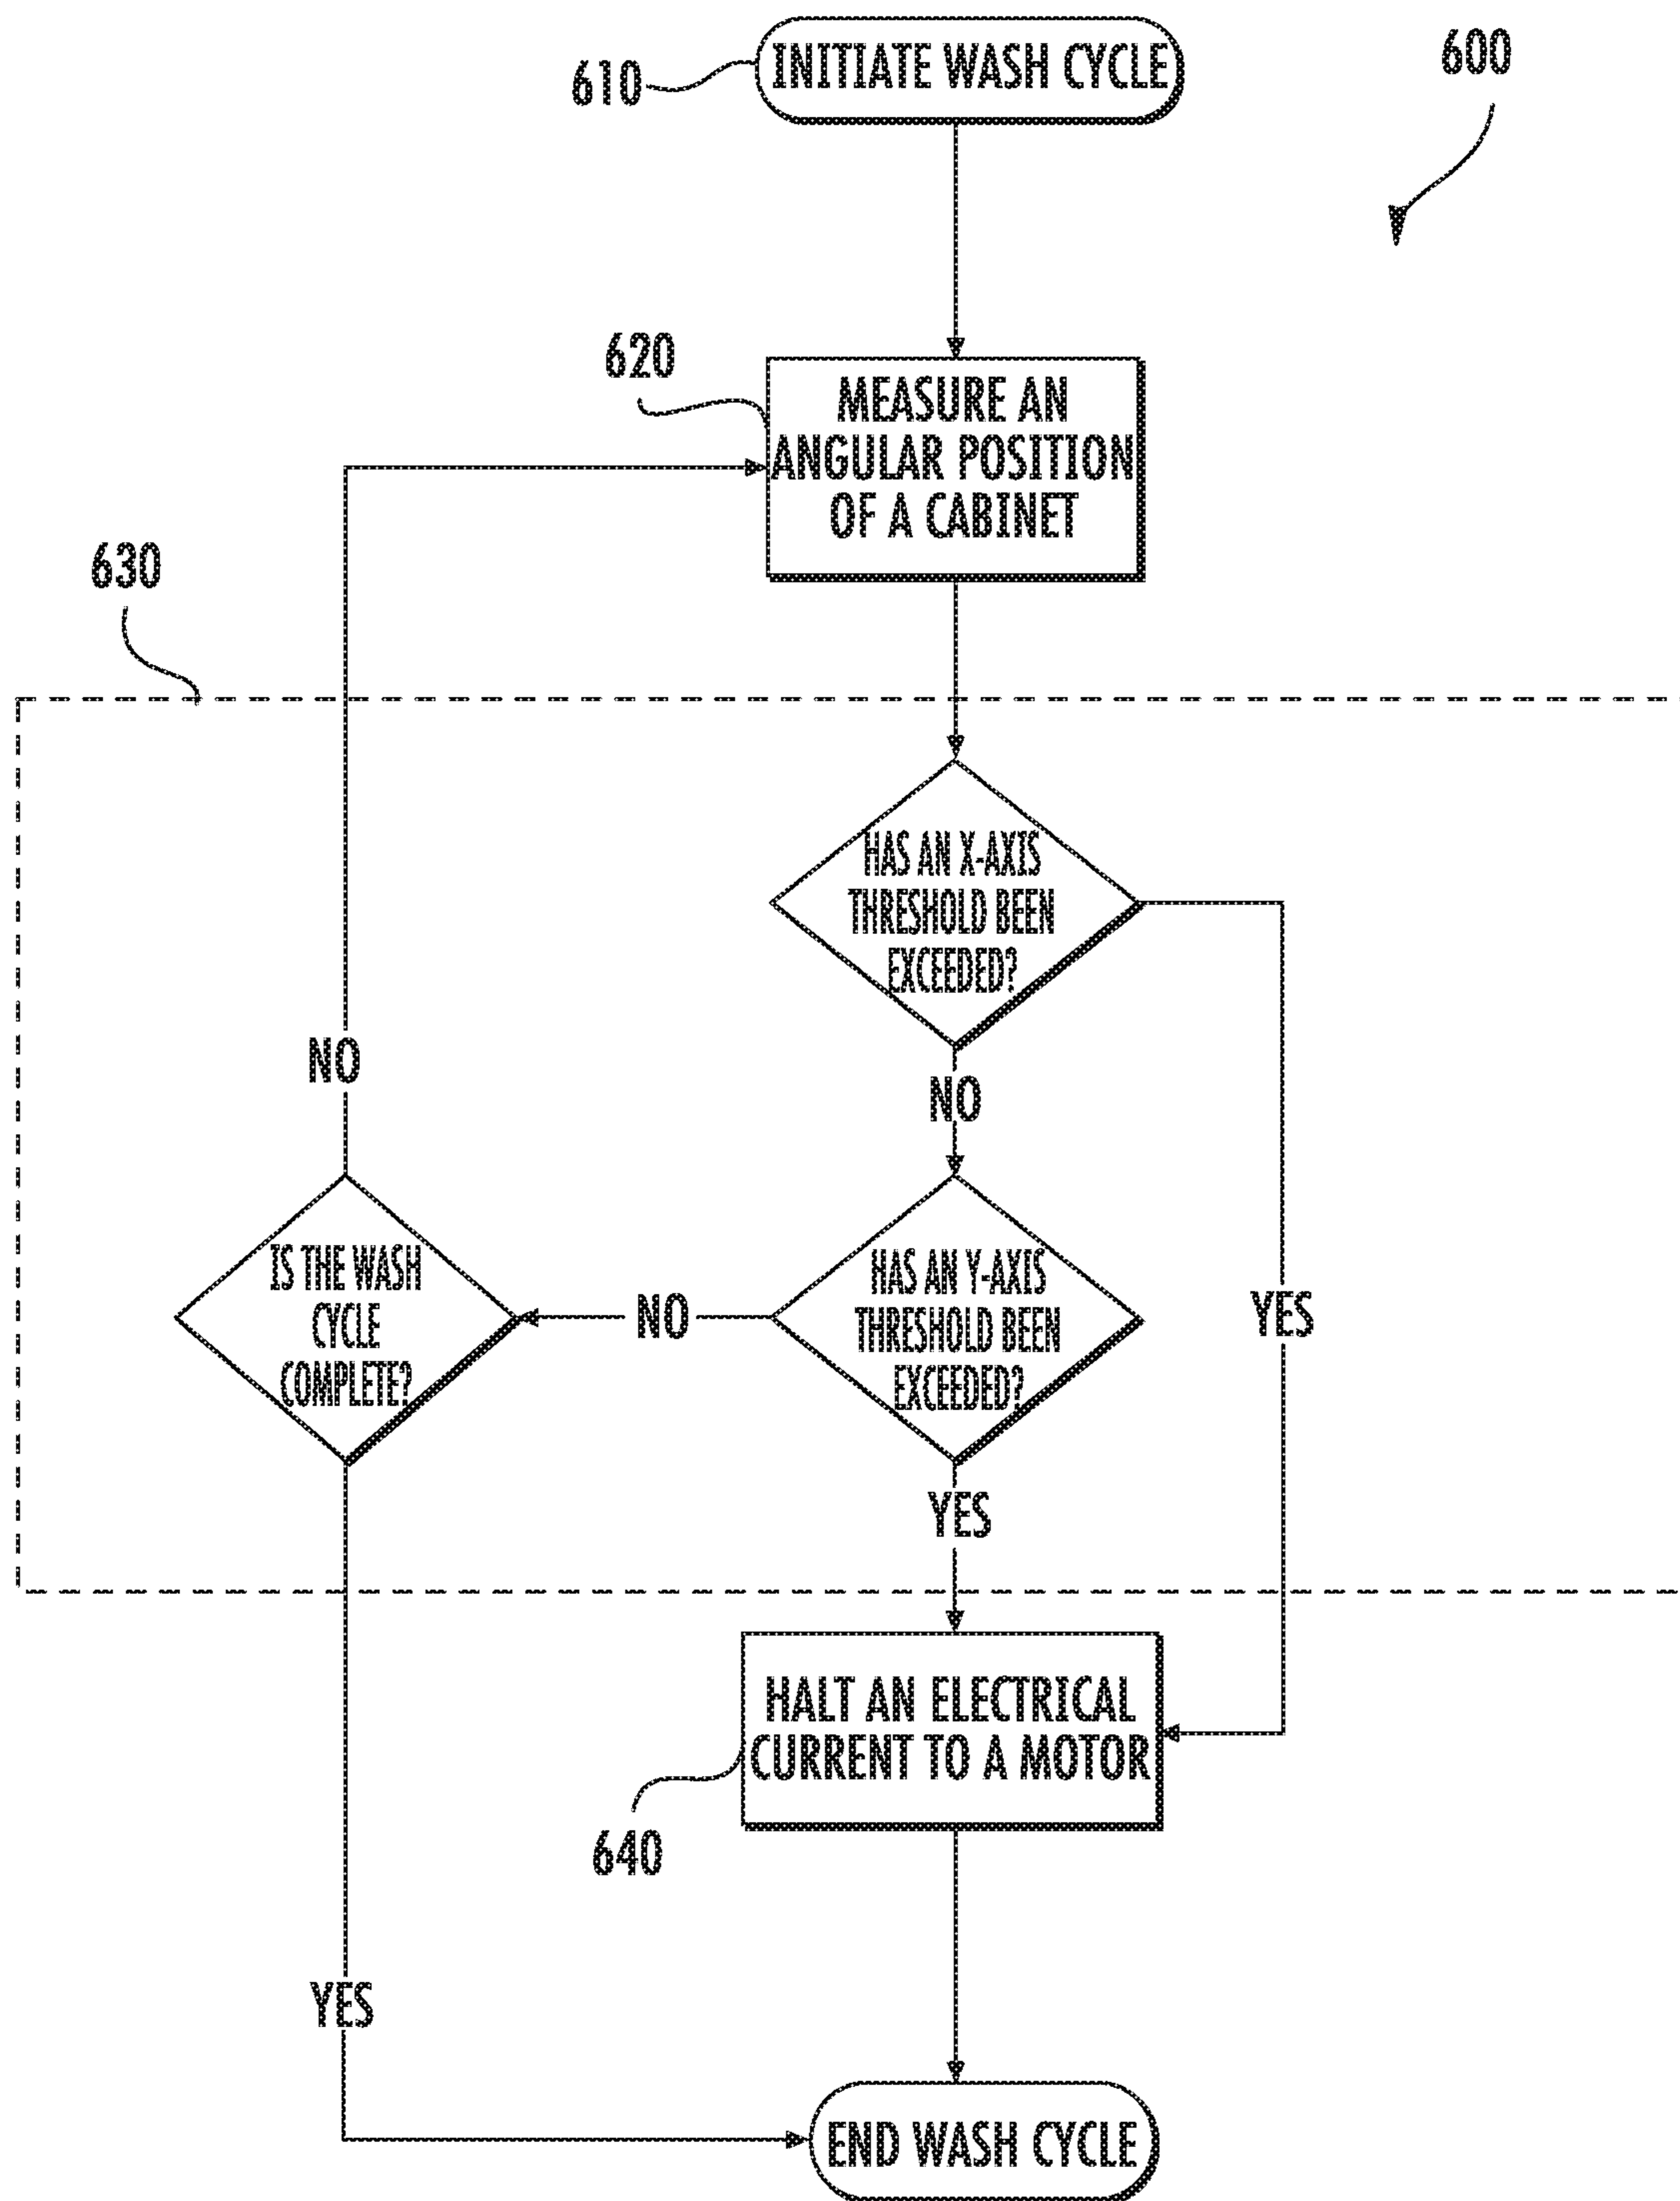 600
610
INITIATE WASH CYCLE
620
MEASURE AN
ANGULAR POSITION
OF A CABINET
630
HAS AN X-AXIS
THRESHOLD BEEN
EXCEEDED?
NO
NO
YES
IS THE WASH
CYCLE
COMPLETE?
NO
HAS AN Y-AXIS
THRESHOLD BEEN
EXCEEDED?
YES
HALT AN ELECTRICAL
CURRENT TO A MOTOR
640
YES
END WASH CYCLE